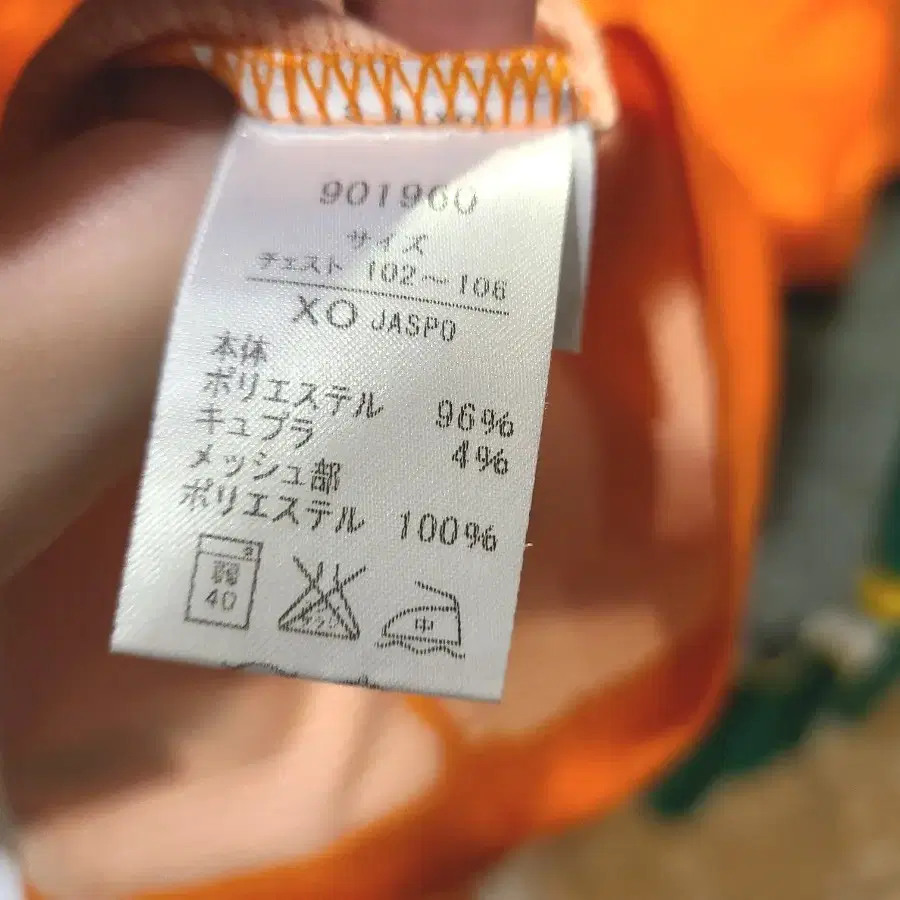 901960
サイズ
チェスト 102～106
XO JASPO
本体
ポリエステル 96%
キュプラ 4%
メッシュ部
ポリエステル 100%
弱
40
中